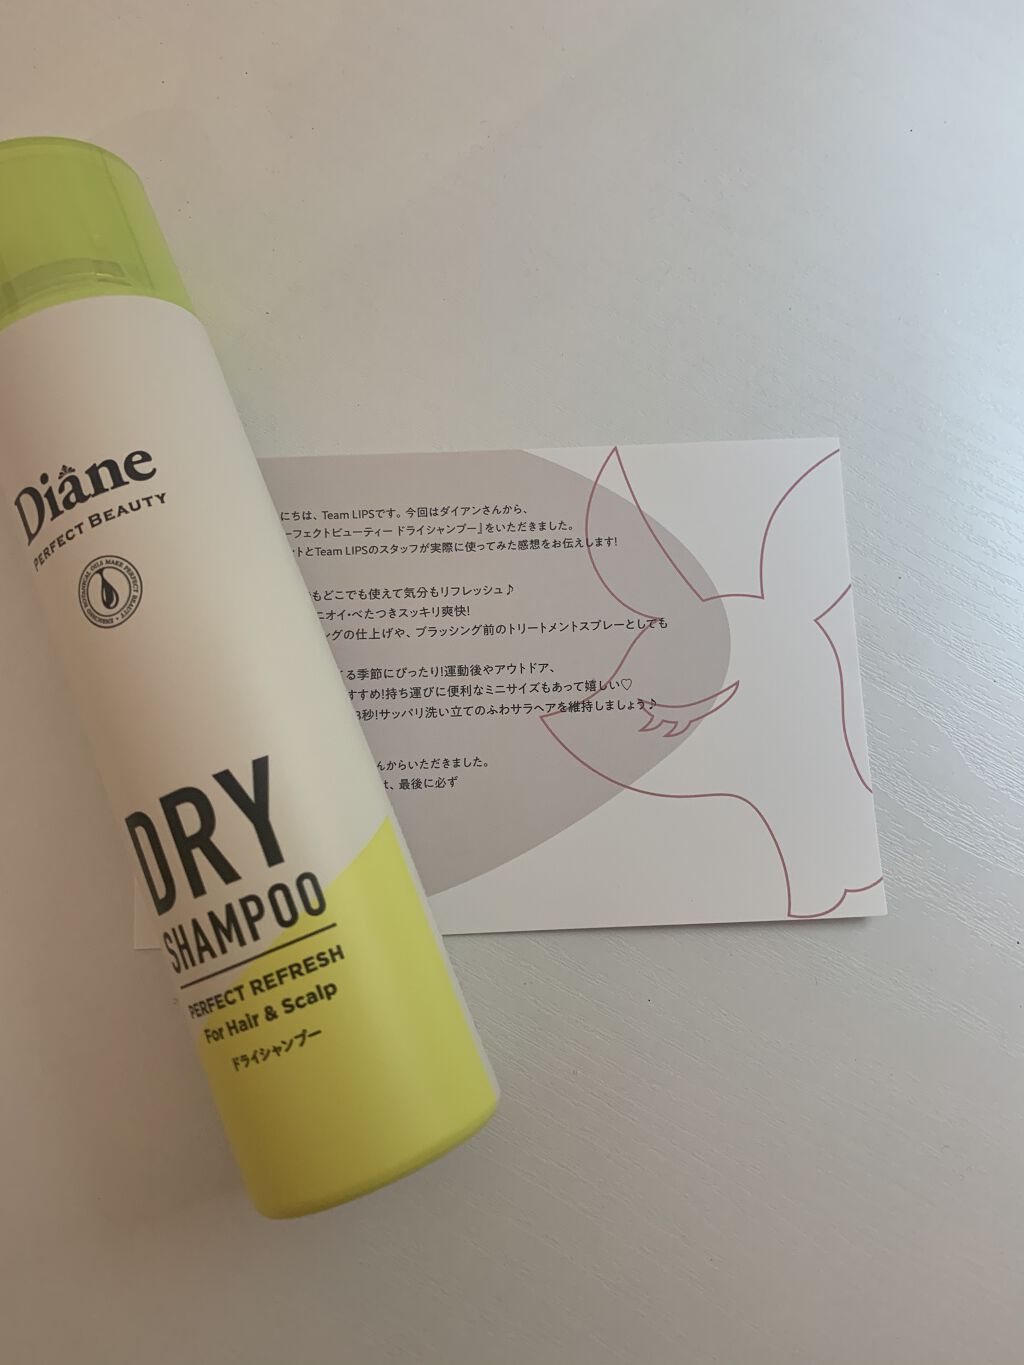 Diane
PERFECT BEAUTY
ENRICHED BOTANICAL OILS MAKE PERFECT BEAUTY
DRY
SHAMPOO
PERFECT REFRESH
For Hair & Scalp
ドライシャンプー
にちは、Team LIPSです。今回はダイアンさんから、
ーフェクトビューティー ドライシャンプー』をいただきました。
ントとTeam LIPSのスタッフが実際に使ってみた感想をお伝えします!
もどこでも使えて気分もリフレッシュ♪
ニオイ・べたつきスッキリ爽快!
ングの仕上げや、ブラッシング前のトリートメントスプレーとしても
る季節にぴったり!運動後やアウトドア、
すすめ!持ち運びに便利なミニサイズもあって嬉しい♡
3秒!サッパリ洗い立てのふわサラヘアを維持しましょう♪
んからいただきました。
は、最後に必ず